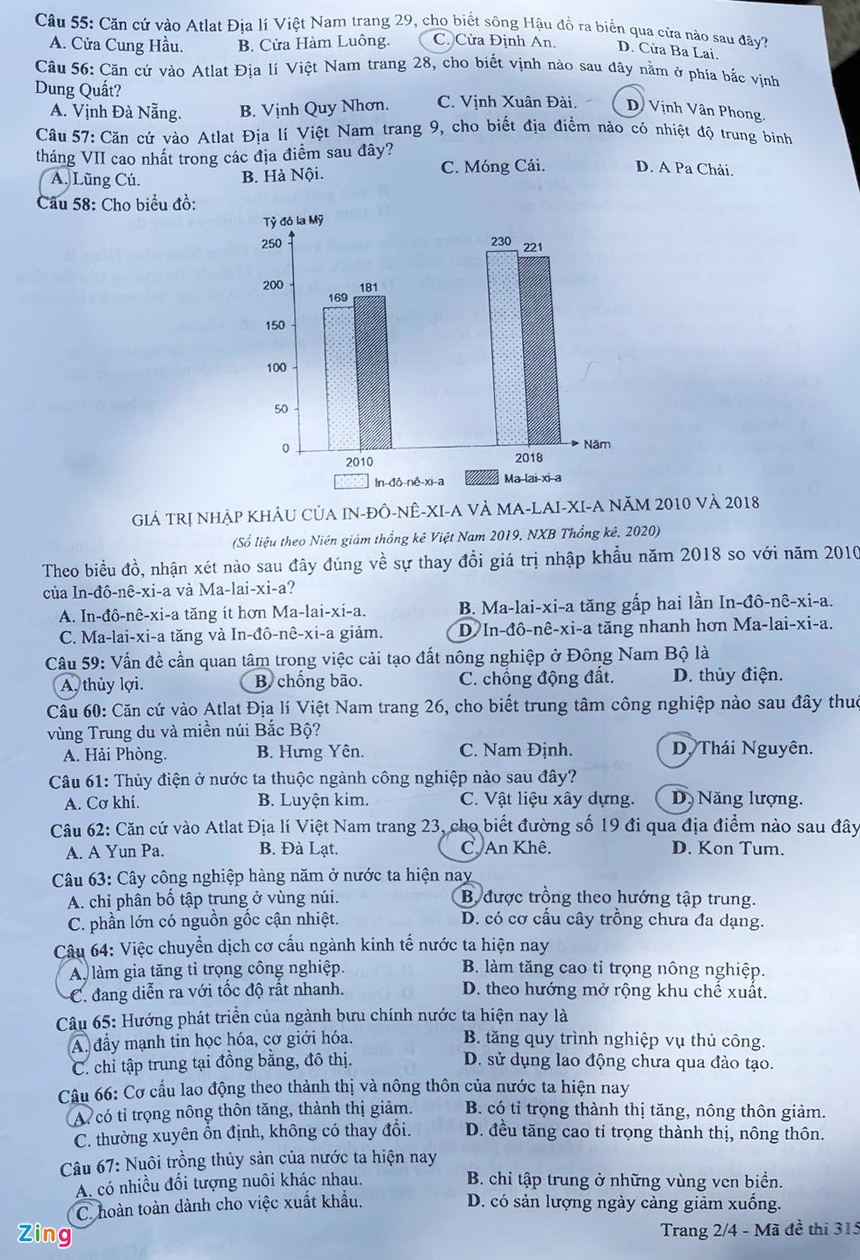 Câu 55: Căn cứ vào Atlat Địa lí Việt Nam trang 29, cho biết sông Hậu đổ ra biển qua cửa nào sau đây?
A. Cửa Cung Hầu. B. Cửa Hàm Luông. C. Cửa Định An. D. Cửa Ba Lai.
Câu 56: Căn cứ vào Atlat Địa lí Việt Nam trang 28, cho biết vịnh nào sau đây nằm ở phía bắc vịnh
Dung Quất?
A. Vịnh Đà Nẵng. B. Vịnh Quy Nhơn. C. Vịnh Xuân Đài. D. Vịnh Vân Phong.
Câu 57: Căn cứ vào Atlat Địa lí Việt Nam trang 9, cho biết địa điểm nào có nhiệt độ trung bình
tháng VII cao nhất trong các địa điểm sau đây?
A. Lũng Cú. B. Hà Nội. C. Móng Cái. D. A Pa Chải.
Câu 58: Cho biểu đồ:
Tỷ đô la Mỹ
250
200
150
100
50
0
169 181
230 221
2010 2018 Năm
In-đô-nê-xi-a Ma-lai-xi-a
GIÁ TRỊ NHẬP KHẨU CỦA IN-ĐÔ-NÊ-XI-A VÀ MA-LAI-XI-A NĂM 2010 VÀ 2018
(Số liệu theo Niên giám thống kê Việt Nam 2019, NXB Thống kê, 2020)
Theo biểu đồ, nhận xét nào sau đây đúng về sự thay đổi giá trị nhập khẩu năm 2018 so với năm 2010
của In-đô-nê-xi-a và Ma-lai-xi-a?
A. In-đô-nê-xi-a tăng ít hơn Ma-lai-xi-a. B. Ma-lai-xi-a tăng gấp hai lần In-đô-nê-xi-a.
C. Ma-lai-xi-a tăng và In-đô-nê-xi-a giảm. D. In-đô-nê-xi-a tăng nhanh hơn Ma-lai-xi-a.
Câu 59: Vấn đề cần quan tâm trong việc cải tạo đất nông nghiệp ở Đông Nam Bộ là
A. thủy lợi. B. chống bão. C. chống động đất. D. thủy điện.
Câu 60: Căn cứ vào Atlat Địa lí Việt Nam trang 26, cho biết trung tâm công nghiệp nào sau đây thuộ
vùng Trung du và miền núi Bắc Bộ?
A. Hải Phòng. B. Hưng Yên. C. Nam Định. D. Thái Nguyên.
Câu 61: Thủy điện ở nước ta thuộc ngành công nghiệp nào sau đây?
A. Cơ khí. B. Luyện kim. C. Vật liệu xây dựng. D. Năng lượng.
Câu 62: Căn cứ vào Atlat Địa lí Việt Nam trang 23, cho biết đường số 19 đi qua địa điểm nào sau đây
A. A Yun Pa. B. Đà Lạt. C. An Khê. D. Kon Tum.
Câu 63: Cây công nghiệp hàng năm ở nước ta hiện nay
A. chỉ phân bố tập trung ở vùng núi. B. được trồng theo hướng tập trung.
C. phần lớn có nguồn gốc cận nhiệt. D. có cơ cấu cây trồng chưa đa dạng.
Câu 64: Việc chuyển dịch cơ cấu ngành kinh tế nước ta hiện nay
A. làm gia tăng tỉ trọng công nghiệp. B. làm tăng cao tỉ trọng nông nghiệp.
C. đang diễn ra với tốc độ rất nhanh. D. theo hướng mở rộng khu chế xuất.
Câu 65: Hướng phát triển của ngành bưu chính nước ta hiện nay là
A. đẩy mạnh tin học hóa, cơ giới hóa. B. tăng quy trình nghiệp vụ thủ công.
C. chỉ tập trung tại đồng bằng, đô thị. D. sử dụng lao động chưa qua đào tạo.
Câu 66: Cơ cấu lao động theo thành thị và nông thôn của nước ta hiện nay
A. có tỉ trọng nông thôn tăng, thành thị giảm. B. có tỉ trọng thành thị tăng, nông thôn giảm.
C. thường xuyên ổn định, không có thay đổi. D. đều tăng cao tỉ trọng thành thị, nông thôn.
Câu 67: Nuôi trồng thủy sản của nước ta hiện nay
A. có nhiều đối tượng nuôi khác nhau. B. chỉ tập trung ở những vùng ven biển.
C. hoàn toàn dành cho việc xuất khẩu. D. có sản lượng ngày càng giảm xuống.
Trang 2/4 - Mã đề thi 315
Zing